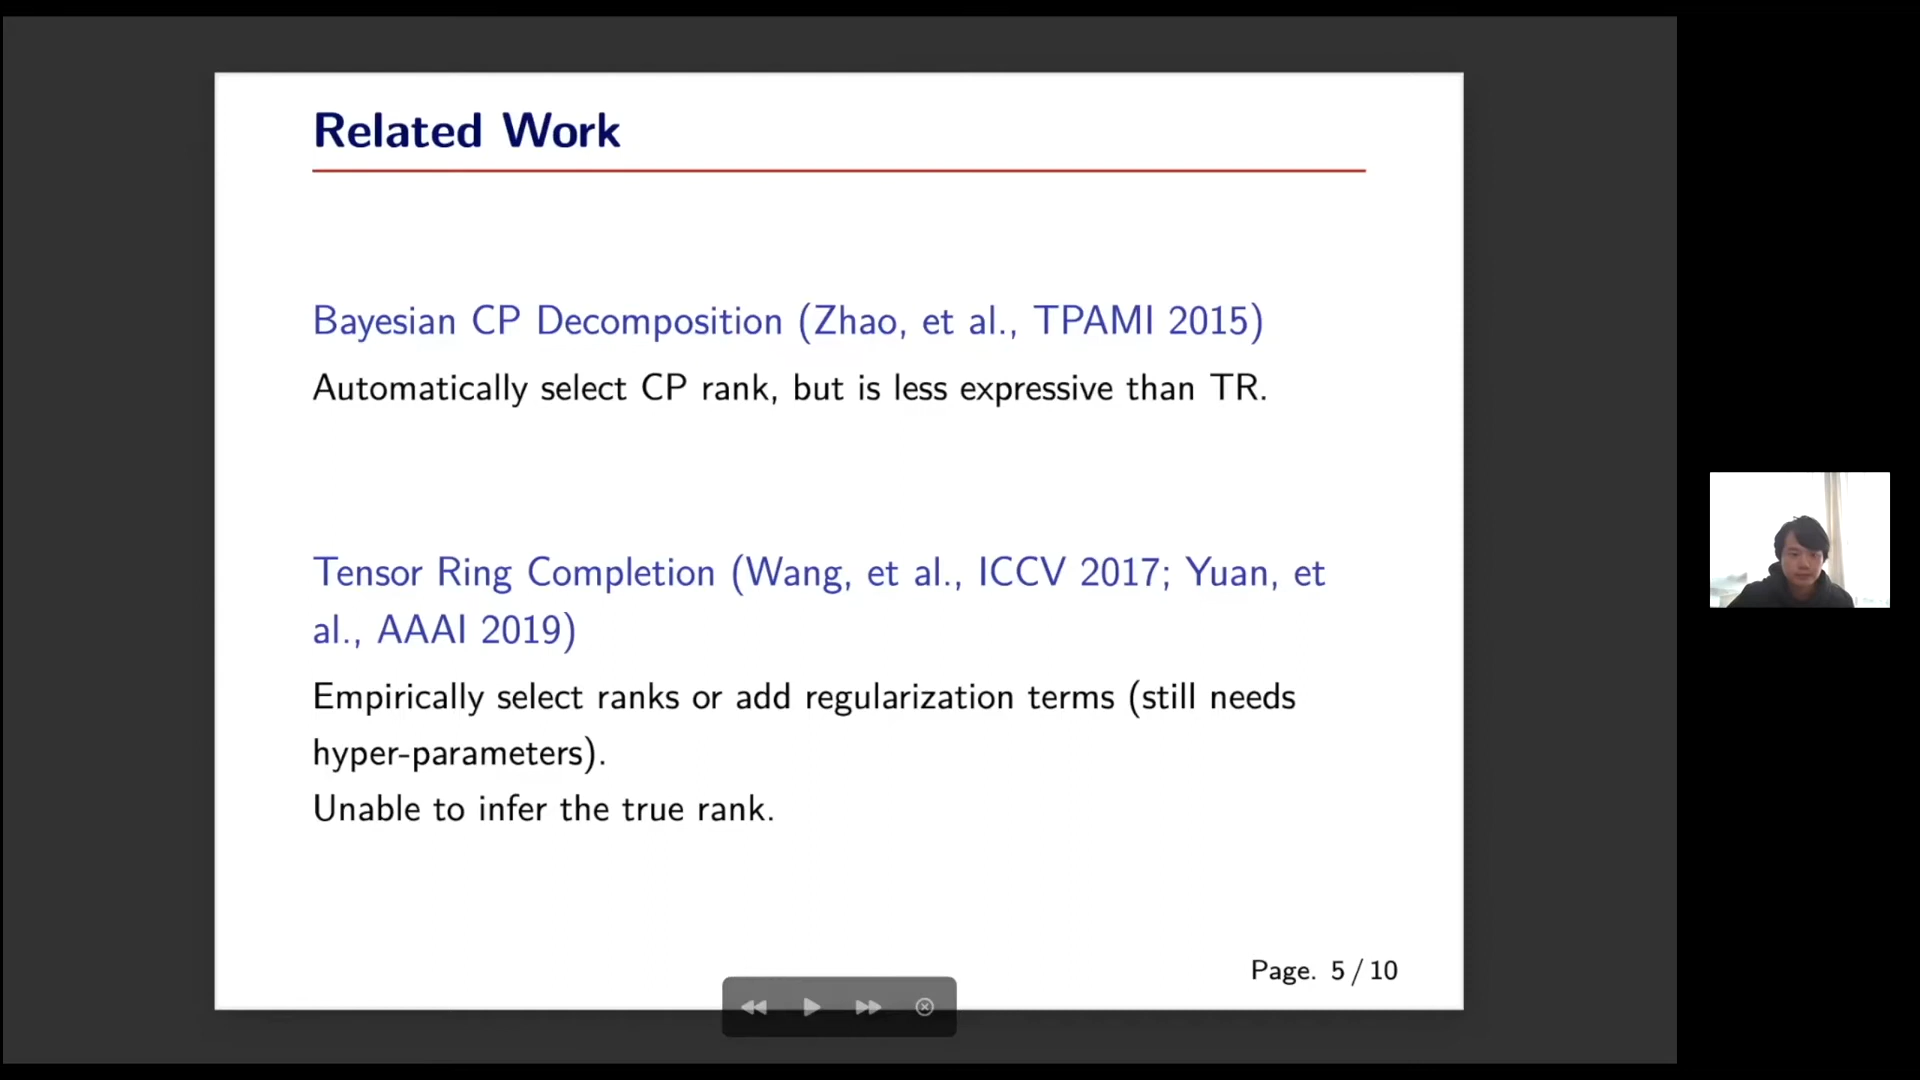 Related Work
Bayesian CP Decomposition (Zhao, et al., TPAMI 2015)
Automatically select CP rank, but is less expressive than TR.
Tensor Ring Completion (Wang, et al., ICCV 2017; Yuan, et
al., AAAI 2019)
Empirically select ranks or add regularization terms (still needs
hyper-parameters).
Unable to infer the true rank.
Page. 5 / 10